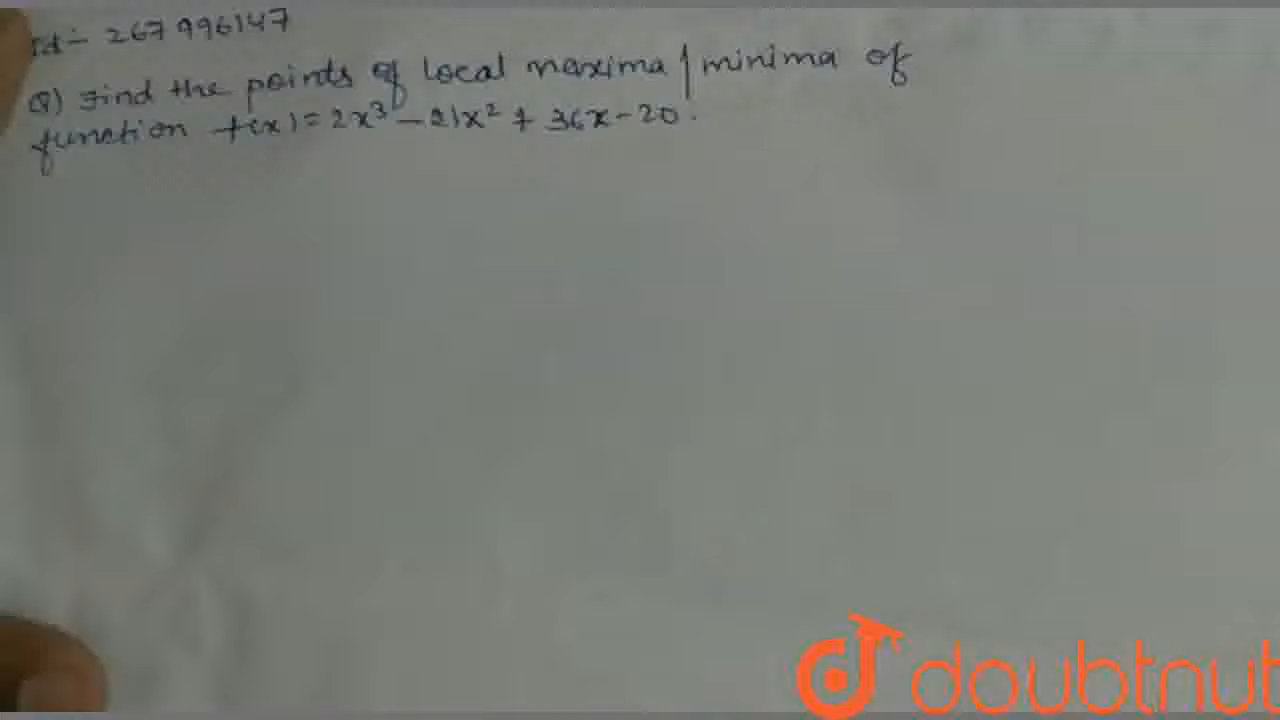 Id:- 267996147
Q) Find the points of local maxima/minima of
function f(x)=2x³-21x²+36x-20.
doubtnut